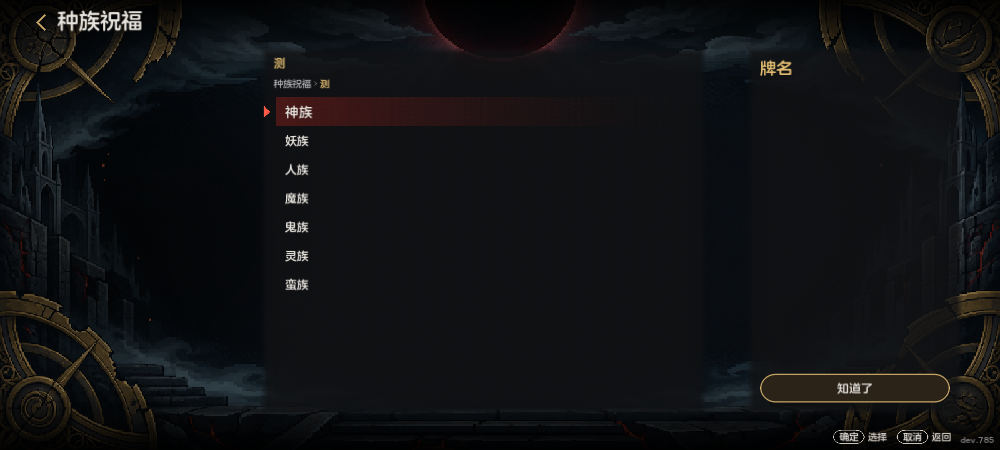 种族祝福
测
种族祝福 › 测
神族
妖族
人族
魔族
鬼族
灵族
蛮族
牌名
知道了
确定 选择 取消 返回 dev.785